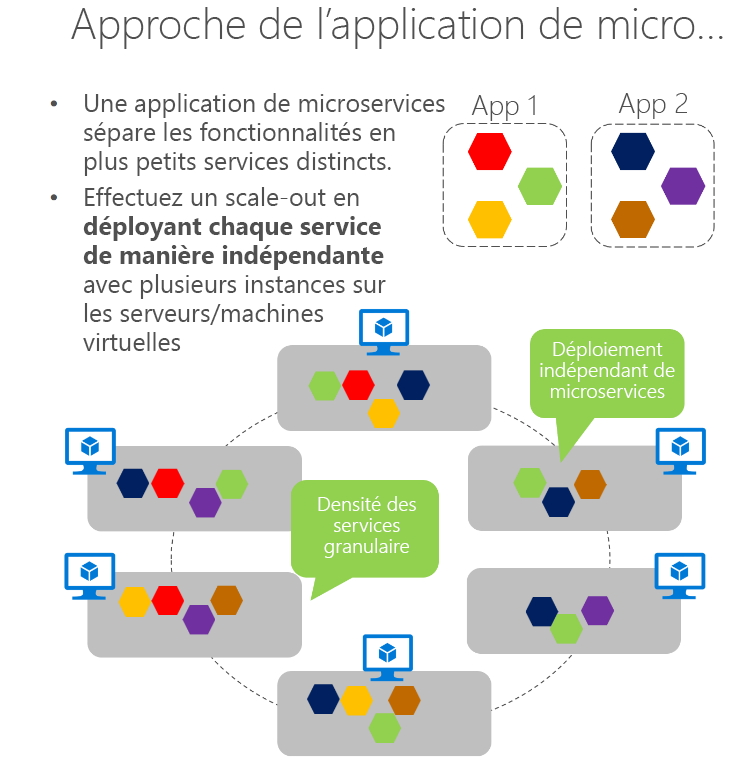 Approche de l’application de micro...
• Une application de microservices
sépare les fonctionnalités en
plus petits services distincts.
• Effectuez un scale-out en
déployant chaque service
de manière indépendante
avec plusieurs instances sur
les serveurs/machines
virtuelles
App 1
App 2
Déploiement
indépendant de
microservices
Densité des
services
granulaire